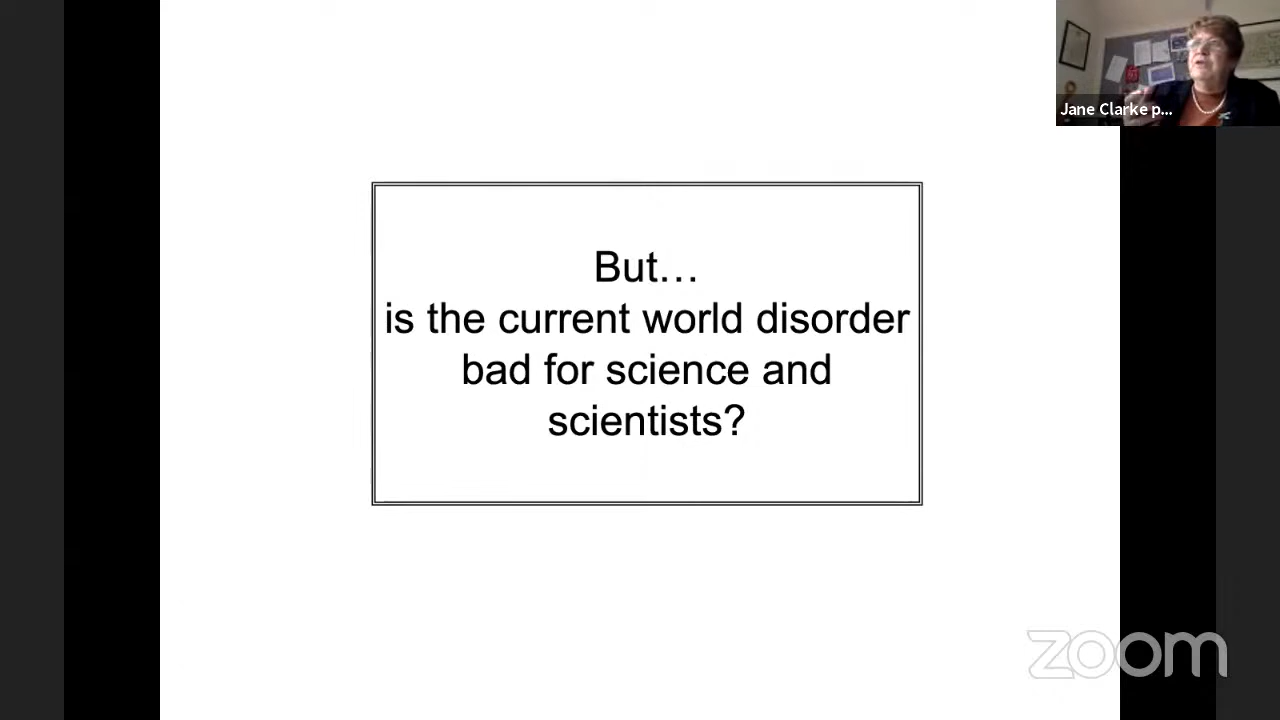 Jane Clarke p...
But…
is the current world disorder
bad for science and
scientists?
zoom